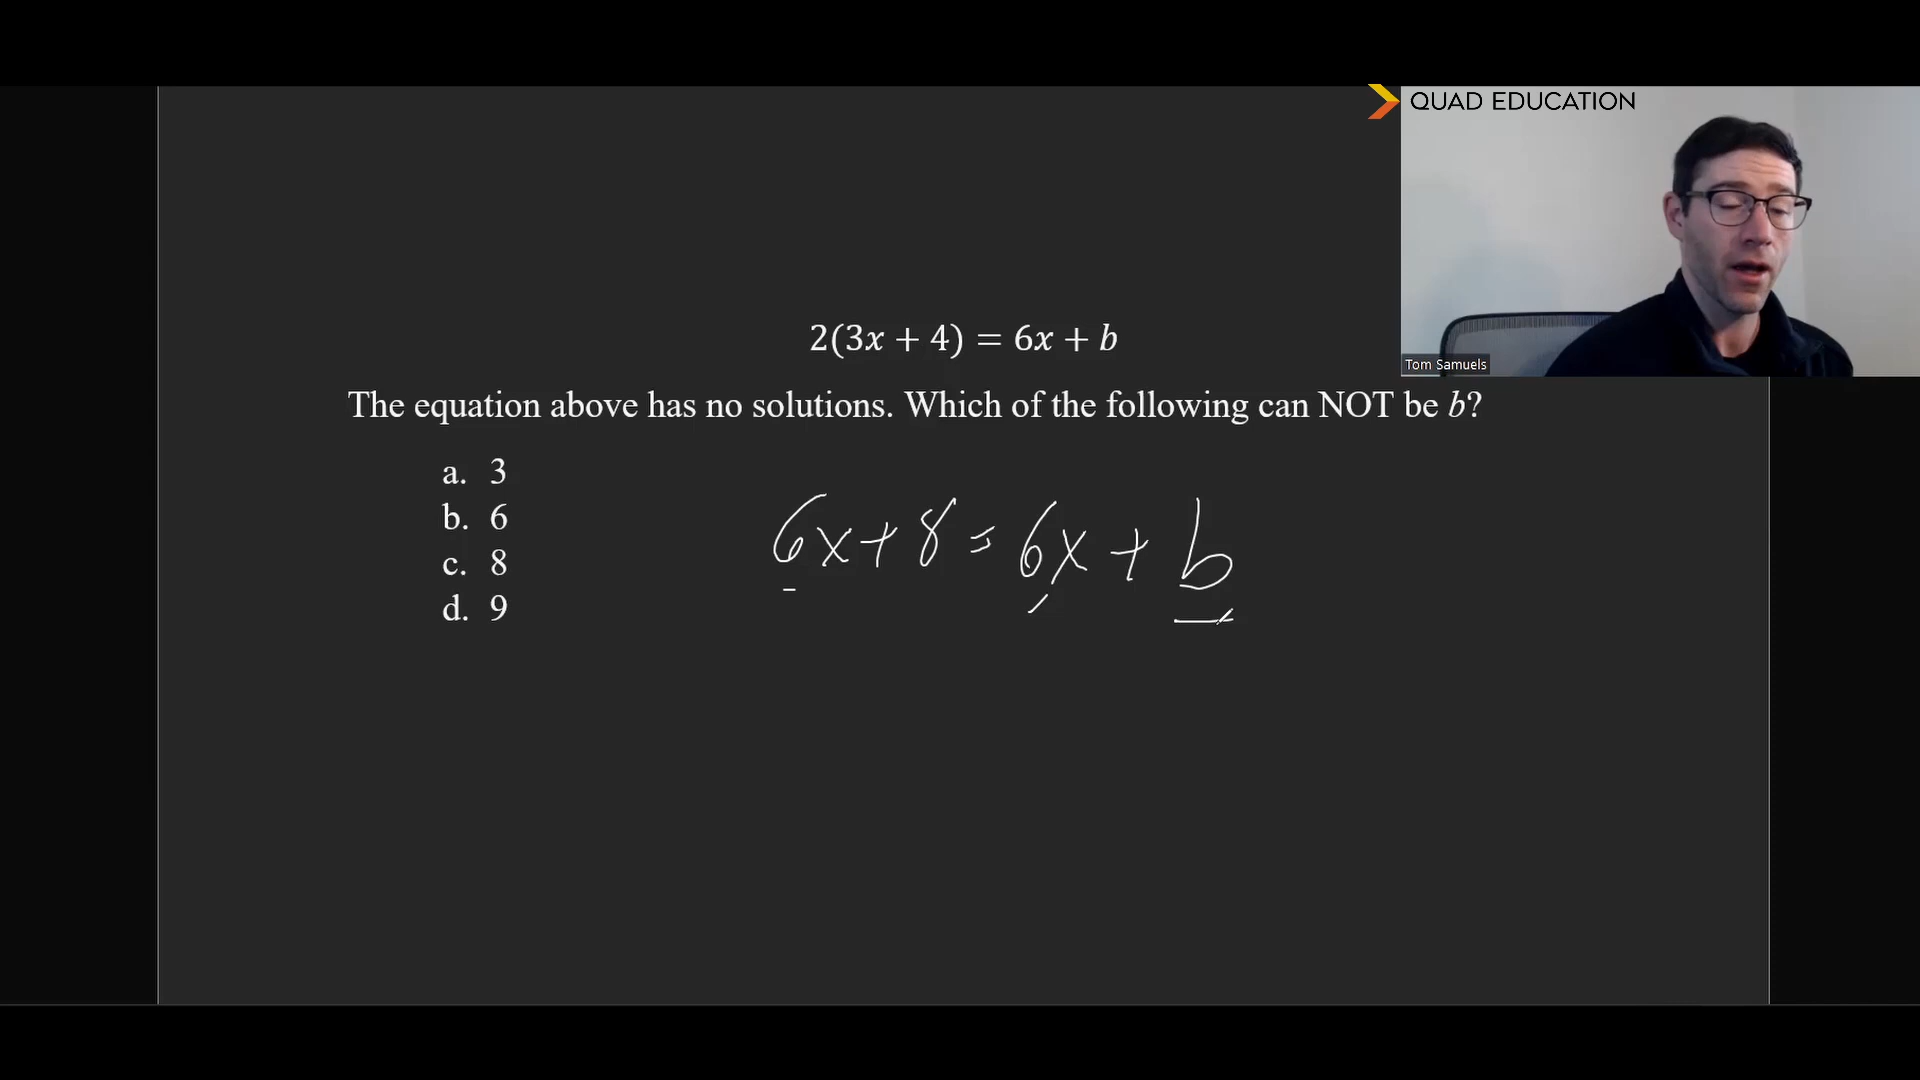 QUAD EDUCATION
Tom Samuels
2(3x + 4) = 6x + b
The equation above has no solutions. Which of the following can NOT be b?
a. 3
b. 6
c. 8
d. 9
6x + 8 = 6x + b